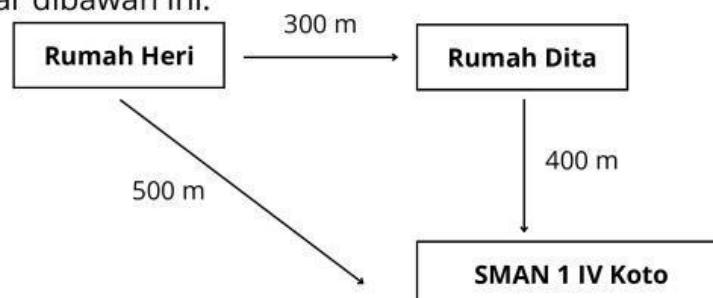 dibawah ini:
300 m
Rumah Heri
Rumah Dita
400 m
500 m
SMAN 1 IV Koto